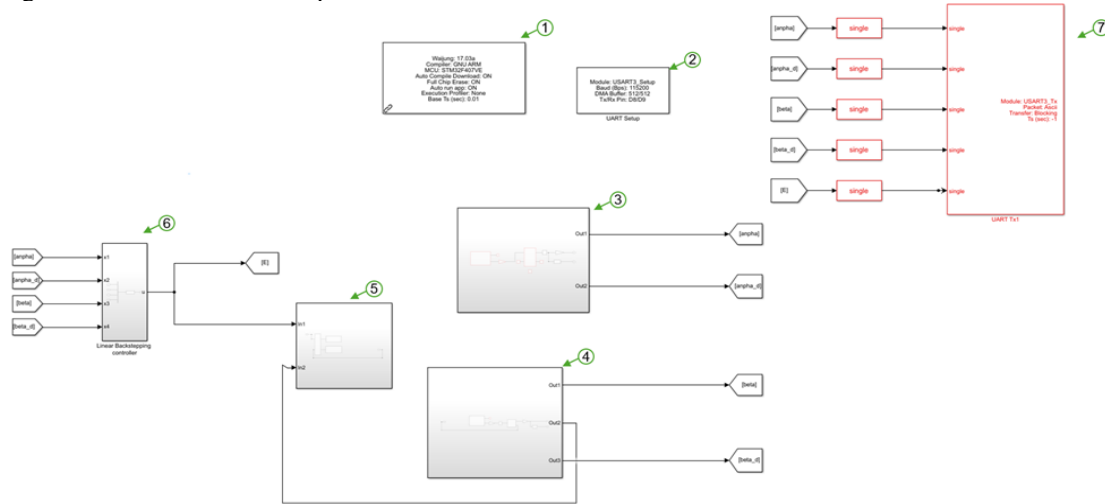 ①
Waijung: 17.03a
Compiler: GNU ARM
MCU: STM32F407VE
Auto Compile Download: ON
Full Chip Erase: ON
Auto run app: ON
Execution Profiler: None
Base Ts (sec): 0.01
②
Module: USART3_Setup
Baud (Bps): 115200
DMA Buffer: 512/512
Tx/Rx Pin: D8/D9
UART Setup
[anpha]
single
single
[anpha_d]
single
single
[beta]
single
single
[beta_d]
single
single
[E]
single
single
⑦
Module: USART3_Tx
Packet: Ascii
Transfer: Blocking
Ts (sec): -1
UART Tx1
③
Out1
[anpha]
Out2
[anpha_d]
⑥
[anpha]
x1
[anpha_d]
x2
[beta]
x3
[beta_d]
x4
u
Linear Backstepping
controller
[E]
⑤
In1
In2
④
Out1
[beta]
Out2
Out3
[beta_d]